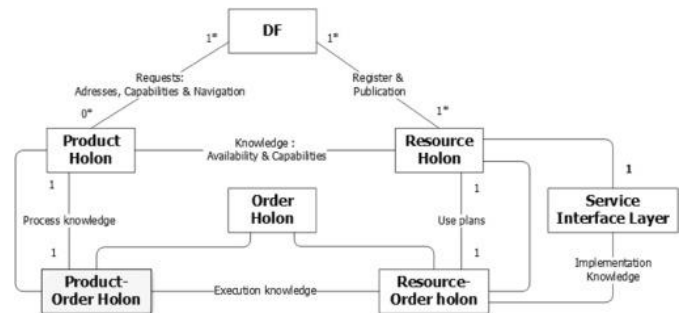 DF
1*
1*
Requests:
Adresses, Capabilities & Navigation
Register &
Publication
0*
1*
Product
Holon
Knowledge :
Availability & Capabilities
Resource
Holon
1
1
1
Order
Holon
Service
Interface Layer
Process knowledge
Use plans
1
1
Implementation
Knowledge
Product-
Order Holon
Execution knowledge
Resource-
Order holon